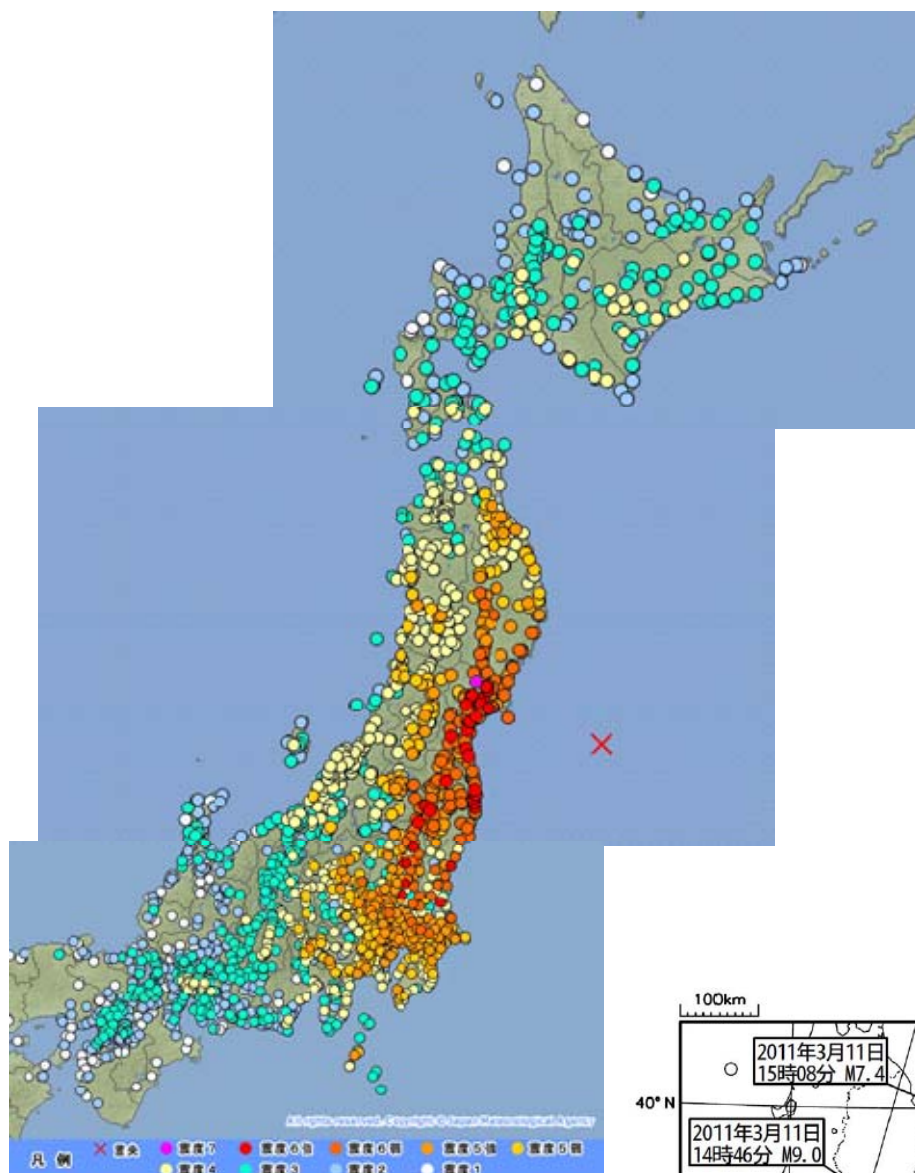 All rights reserved. Copyright © Japan Meteorological Agency
凡例
震央 震度7 震度6強 震度6弱 震度5強 震度5弱
震度4 震度3 震度2 震度1
100km
2011年3月11日
15時08分 M7.4
40°N
2011年3月11日
14時46分 M9.0